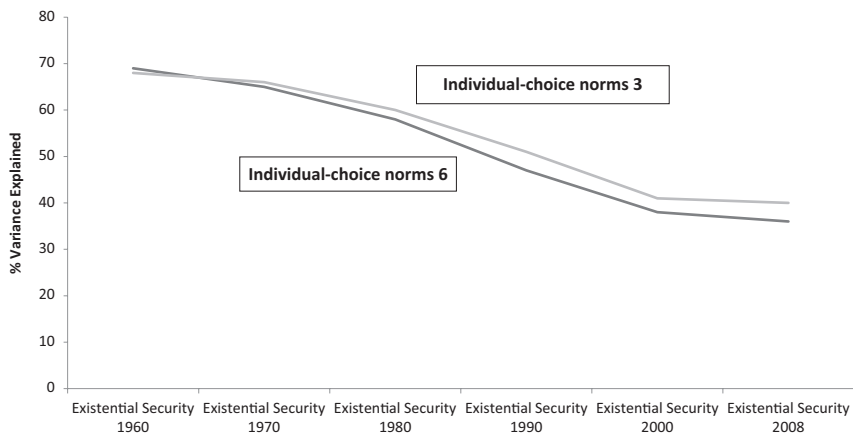 80
70
60
50
40
30
20
10
0
% Variance Explained
Individual-choice norms 3
Individual-choice norms 6
Existential Security
1960
Existential Security
1970
Existential Security
1980
Existential Security
1990
Existential Security
2000
Existential Security
2008